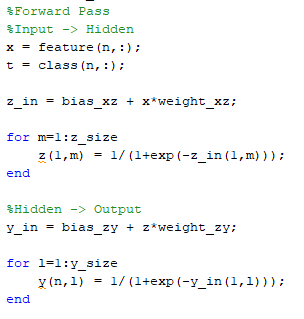 %Forward Pass
%Input -> Hidden
x = feature(n,:);
t = class(n,:);
z_in = bias_xz + x*weight_xz;
for m=1:z_size
z(1,m) = 1/(1+exp(-z_in(1,m)));
end
%Hidden -> Output
y_in = bias_zy + z*weight_zy;
for l=1:y_size
y(n,l) = 1/(1+exp(-y_in(1,l)));
end